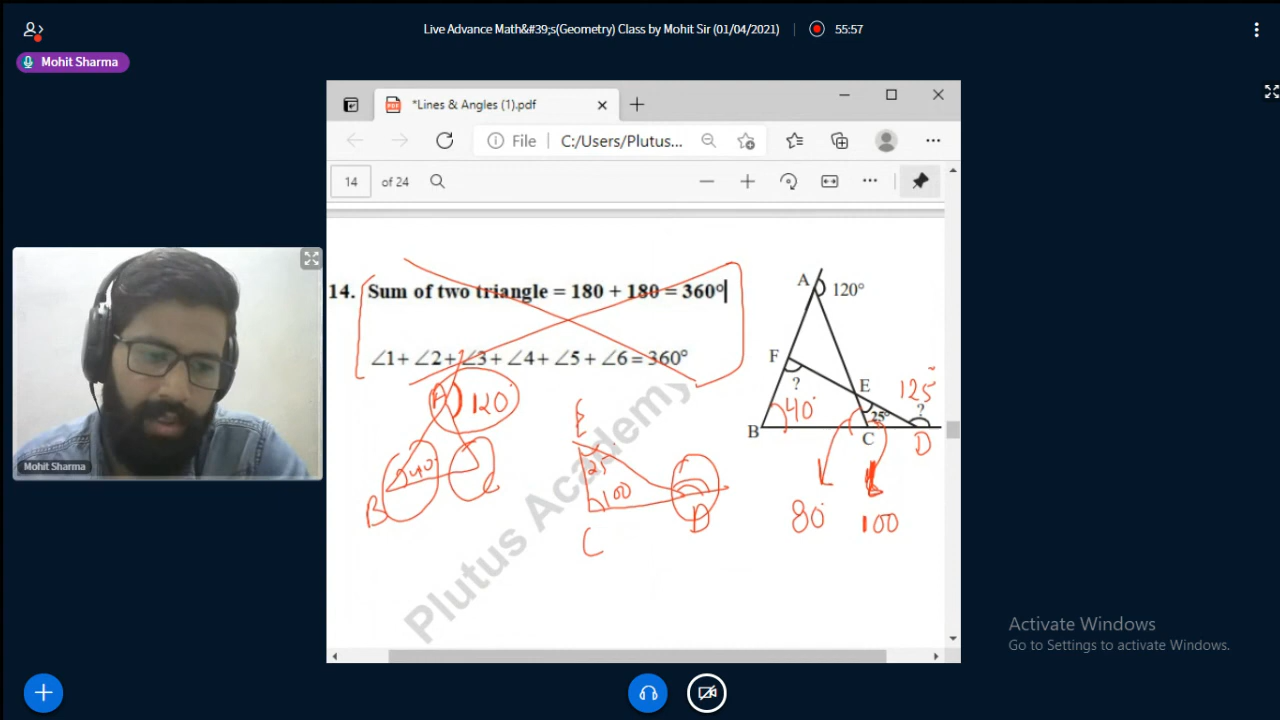 Live Advance Math&#39;s(Geometry) Class by Mohit Sir (01/04/2021)
55:57
Mohit Sharma
*Lines & Angles (1).pdf
File
C:/Users/Plutus...
14 of 24
14. Sum of two triangle = 180 + 180 = 360°
∠1+ ∠2+ ∠3+ ∠4+ ∠5+ ∠6 = 360°
A 120°
F
?
E
25°
?
B
C
125°
D
40°
80°
100
A
120°
40°
B
C
E
25
100
C
D
Plutus Academy
Mohit Sharma
Activate Windows
Go to Settings to activate Windows.